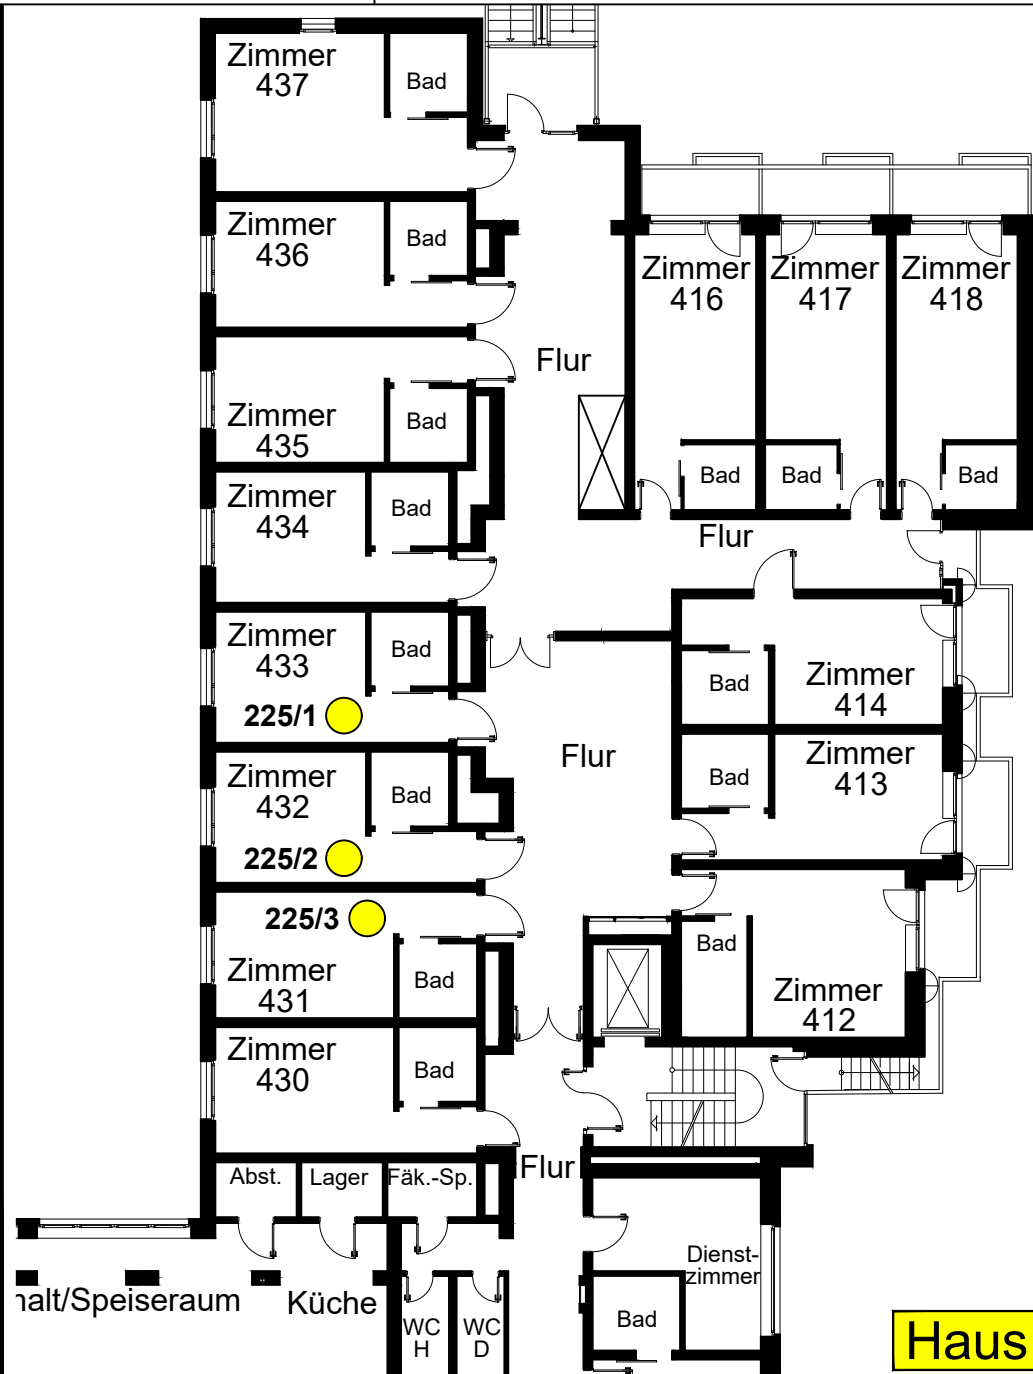 Zimmer
437
Bad
Zimmer
436
Bad
Zimmer
416
Zimmer
417
Zimmer
418
Flur
Zimmer
435
Bad
Bad
Bad
Bad
Zimmer
434
Bad
Flur
Zimmer
433
Bad
225/1
Bad
Zimmer
414
Flur
Zimmer
413
Bad
Zimmer
432
Bad
225/2
225/3
Zimmer
431
Bad
Bad
Zimmer
412
Zimmer
430
Bad
Flur
Abst.
Lager
Fäk.-Sp.
Dienst-
zimmer
halt/Speiseraum
Küche
WC
H
WC
D
Bad
Haus